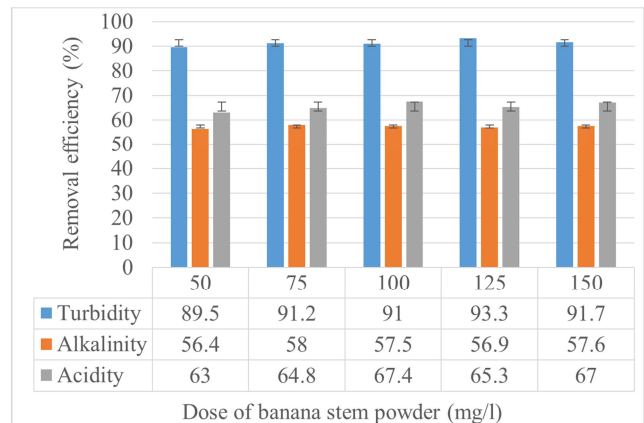 100
90
80
70
60
50
40
30
20
10
0
Removal efficiency (%)
50 75 100 125 150
Turbidity 89.5 91.2 91 93.3 91.7
Alkalinity 56.4 58 57.5 56.9 57.6
Acidity 63 64.8 67.4 65.3 67
Dose of banana stem powder (mg/l)